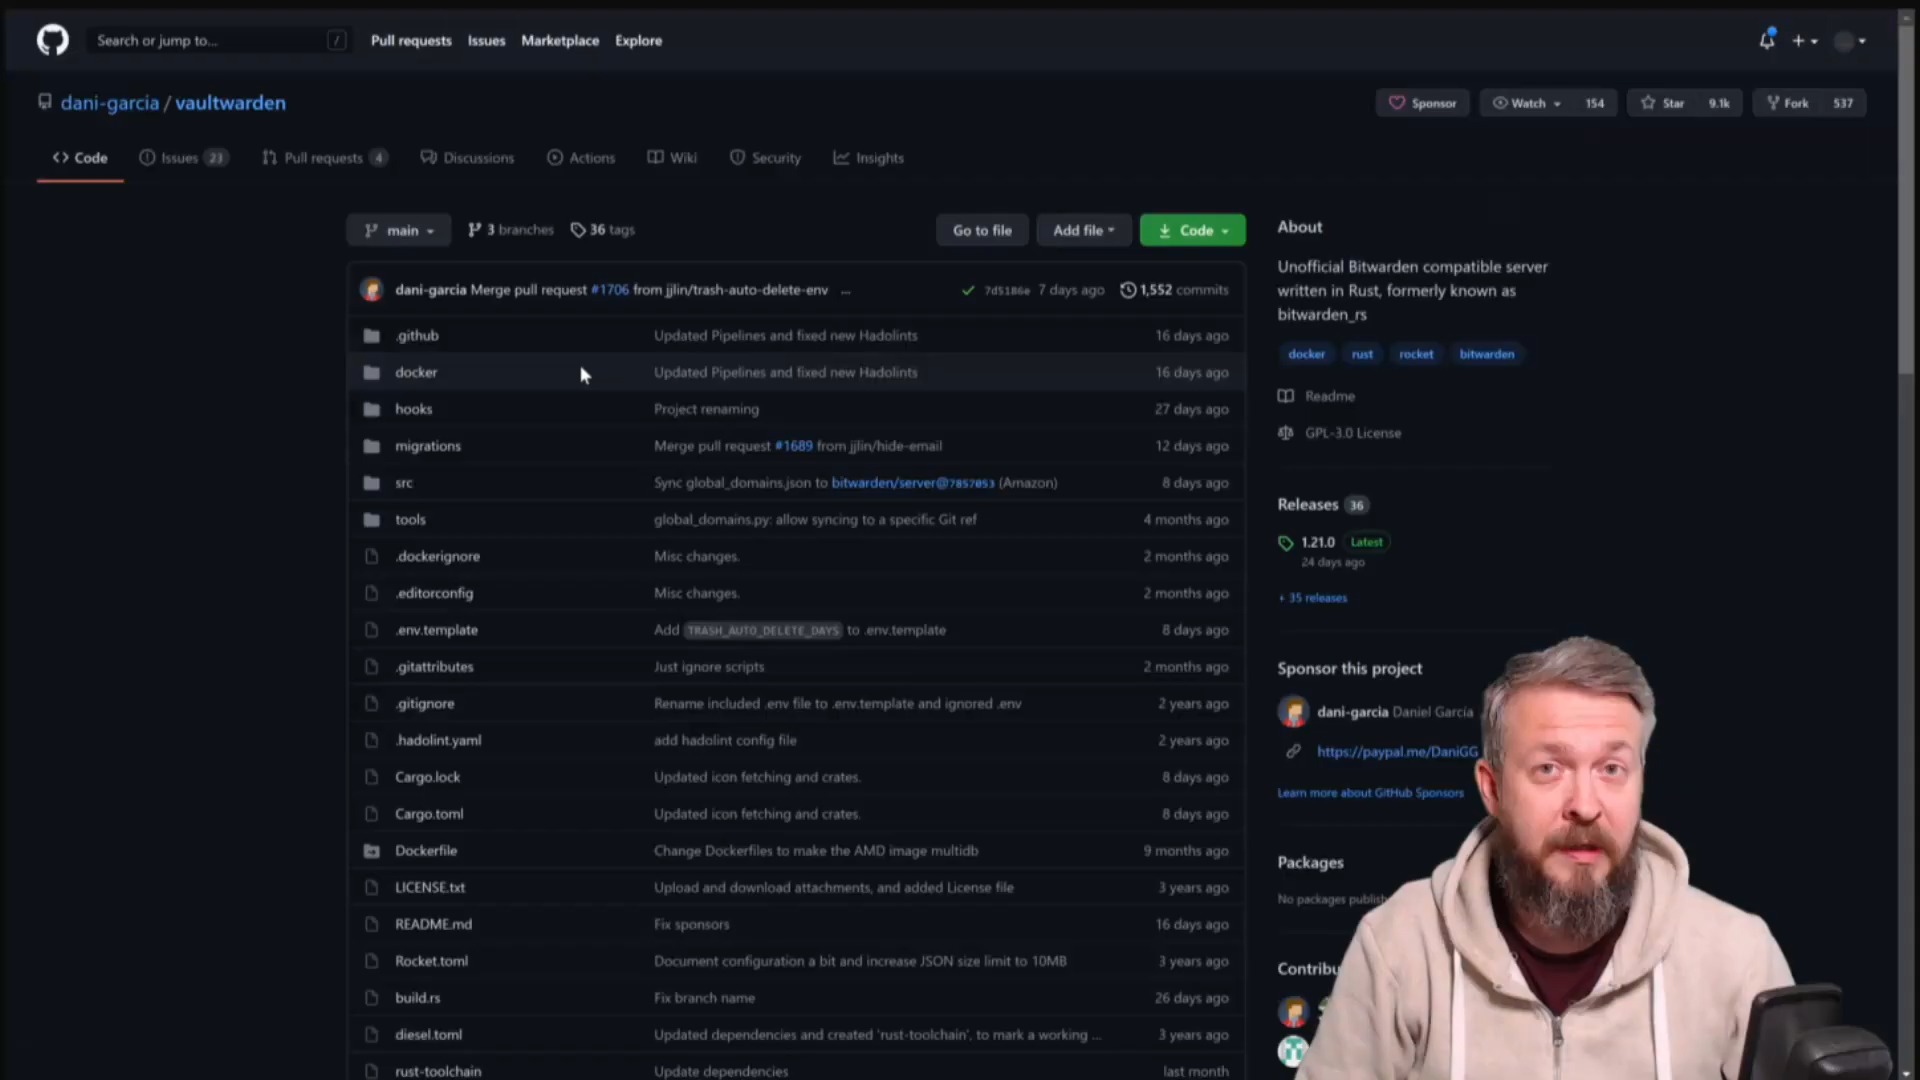 Search or jump to... /
Pull requests Issues Marketplace Explore
dani-garcia / vaultwarden
Sponsor Watch 154 Star 9.1k Fork 537
Code Issues 23 Pull requests 4 Discussions Actions Wiki Security Insights
main 3 branches 36 tags Go to file Add file Code
dani-garcia Merge pull request #1706 from jjlin/trash-auto-delete-env ... 7d5186e 7 days ago 1,552 commits
.github Updated Pipelines and fixed new Hadolints 16 days ago
docker Updated Pipelines and fixed new Hadolints 16 days ago
hooks Project renaming 27 days ago
migrations Merge pull request #1689 from jjlin/hide-email 12 days ago
src Sync global_domains.json to bitwarden/server@7857053 (Amazon) 8 days ago
tools global_domains.py: allow syncing to a specific Git ref 4 months ago
.dockerignore Misc changes. 2 months ago
.editorconfig Misc changes. 2 months ago
.env.template Add TRASH_AUTO_DELETE_DAYS to .env.template 8 days ago
.gitattributes Just ignore scripts 2 months ago
.gitignore Rename included .env file to .env.template and ignored .env 2 years ago
.hadolint.yaml add hadolint config file 2 years ago
Cargo.lock Updated icon fetching and crates. 8 days ago
Cargo.toml Updated icon fetching and crates. 8 days ago
Dockerfile Change Dockerfiles to make the AMD image multidb 9 months ago
LICENSE.txt Upload and download attachments, and added License file 3 years ago
README.md Fix sponsors 16 days ago
Rocket.toml Document configuration a bit and increase JSON size limit to 10MB 3 years ago
build.rs Fix branch name 26 days ago
diesel.toml Updated dependencies and created 'rust-toolchain', to mark a working ... 3 years ago
rust-toolchain Update dependencies last month
About
Unofficial Bitwarden compatible server
written in Rust, formerly known as
bitwarden_rs
docker rust rocket bitwarden
Readme
GPL-3.0 License
Releases 36
1.21.0 Latest
24 days ago
+ 35 releases
Sponsor this project
dani-garcia Daniel García
https://paypal.me/DaniGG
Learn more about GitHub Sponsors
Packages
No packages publish
Contribu